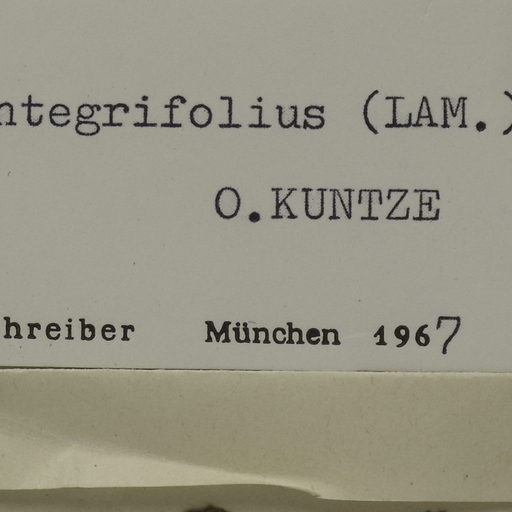 ntegrifolius (LAM.)
O.KUNTZE
hreiber München 1967